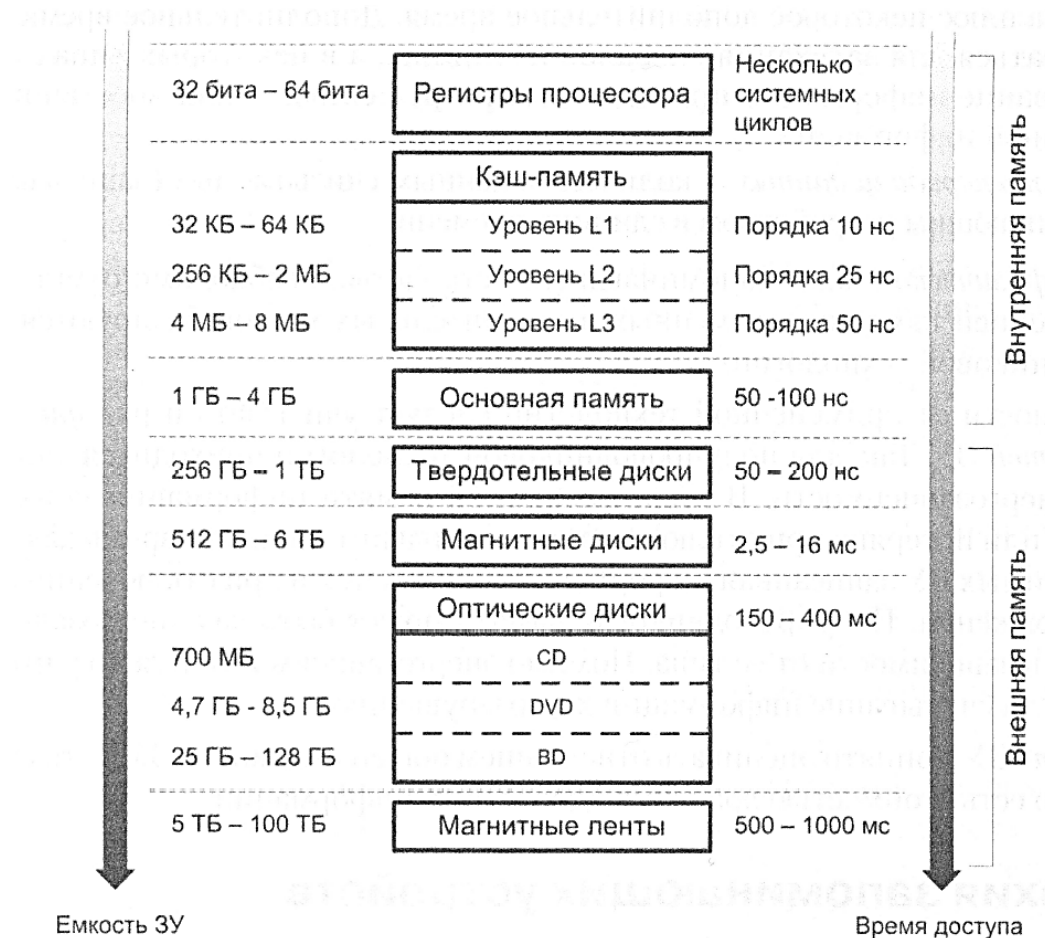 32 бита – 64 бита
Регистры процессора
Несколько
системных
циклов
Кэш-память
32 КБ – 64 КБ
Уровень L1
Порядка 10 нс
256 КБ – 2 МБ
Уровень L2
Порядка 25 нс
4 МБ – 8 МБ
Уровень L3
Порядка 50 нс
1 ГБ – 4 ГБ
Основная память
50 -100 нс
Внутренняя память
256 ГБ – 1 ТБ
Твердотельные диски
50 – 200 нс
512 ГБ – 6 ТБ
Магнитные диски
2,5 – 16 мс
Оптические диски
150 – 400 мс
700 МБ
CD
4,7 ГБ - 8,5 ГБ
DVD
25 ГБ – 128 ГБ
BD
5 ТБ – 100 ТБ
Магнитные ленты
500 – 1000 мс
Внешняя память
Емкость ЗУ
Время доступа